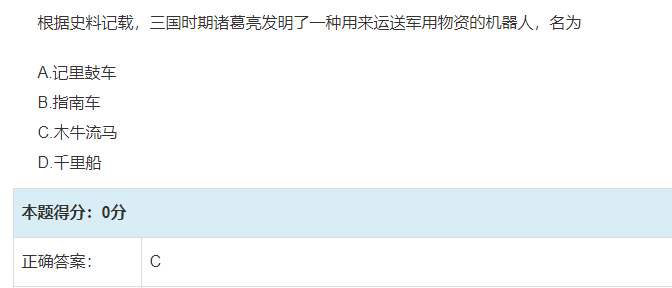 根据史料记载，三国时期诸葛亮发明了一种用来运送军用物资的机器人，名为
A.记里鼓车
B.指南车
C.木牛流马
D.千里船
本题得分：0分
正确答案： C